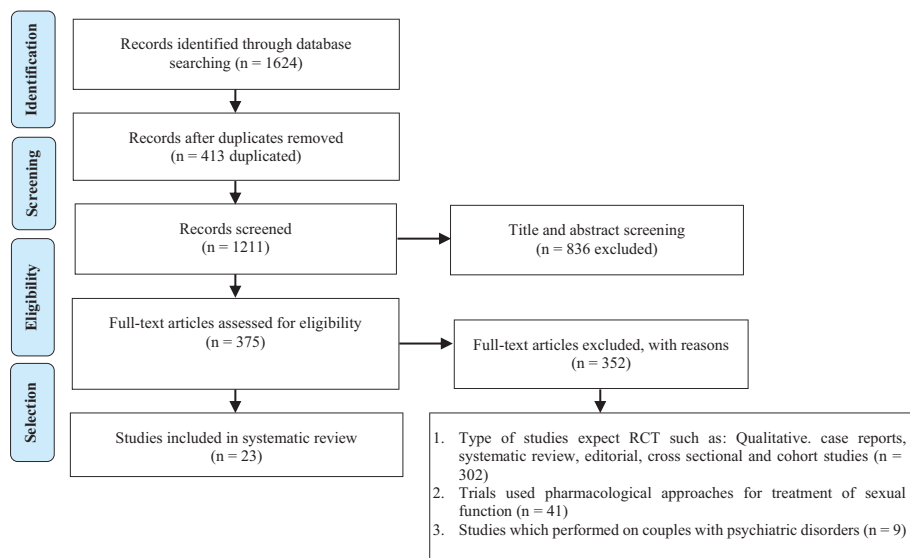 Identification
Records identified through database
searching (n = 1624)
Records after duplicates removed
(n = 413 duplicated)
Screening
Records screened
(n = 1211)
Title and abstract screening
(n = 836 excluded)
Eligibility
Full-text articles assessed for eligibility
(n = 375)
Full-text articles excluded, with reasons
(n = 352)
Selection
Studies included in systematic review
(n = 23)
1. Type of studies expect RCT such as: Qualitative. case reports,
systematic review, editorial, cross sectional and cohort studies (n =
302)
2. Trials used pharmacological approaches for treatment of sexual
function (n = 41)
3. Studies which performed on couples with psychiatric disorders (n = 9)